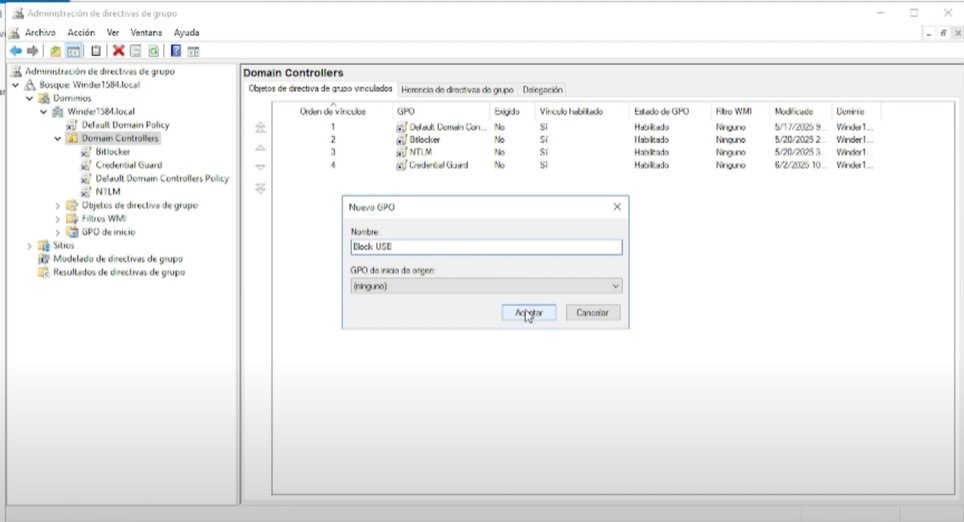 Administración de directivas de grupo
Archivo Acción Ver Ventana Ayuda
Administración de directivas de grupo
Bosque: Winder1584.local
Dominios
Winder1584.local
Default Domain Policy
Domain Controllers
Bitlocker
Credential Guard
Default Domain Controllers Policy
NTLM
Objetos de directiva de grupo
Filtros WMI
GPO de inicio
Sitios
Modelado de directivas de grupo
Resultados de directivas de grupo
Domain Controllers
Objetos de directiva de grupo vinculados Herencia de directivas de grupo Delegación
Orden de vínculos GPO Exigido Vínculo habilitado Estado de GPO Filtro WMI Modificado Dominio
1 Default Domain Con... No Sí Habilitado Ninguno 5/17/2025 9... Winder1...
2 Bitlocker No Sí Habilitado Ninguno 5/20/2025 2... Winder1...
3 NTLM No Sí Habilitado Ninguno 5/20/2025 3... Winder1...
4 Credential Guard No Sí Habilitado Ninguno 6/2/2025 10... Winder1...
Nuevo GPO
Nombre:
Block USB
GPO de inicio de origen:
(ninguno)
Aceptar Cancelar